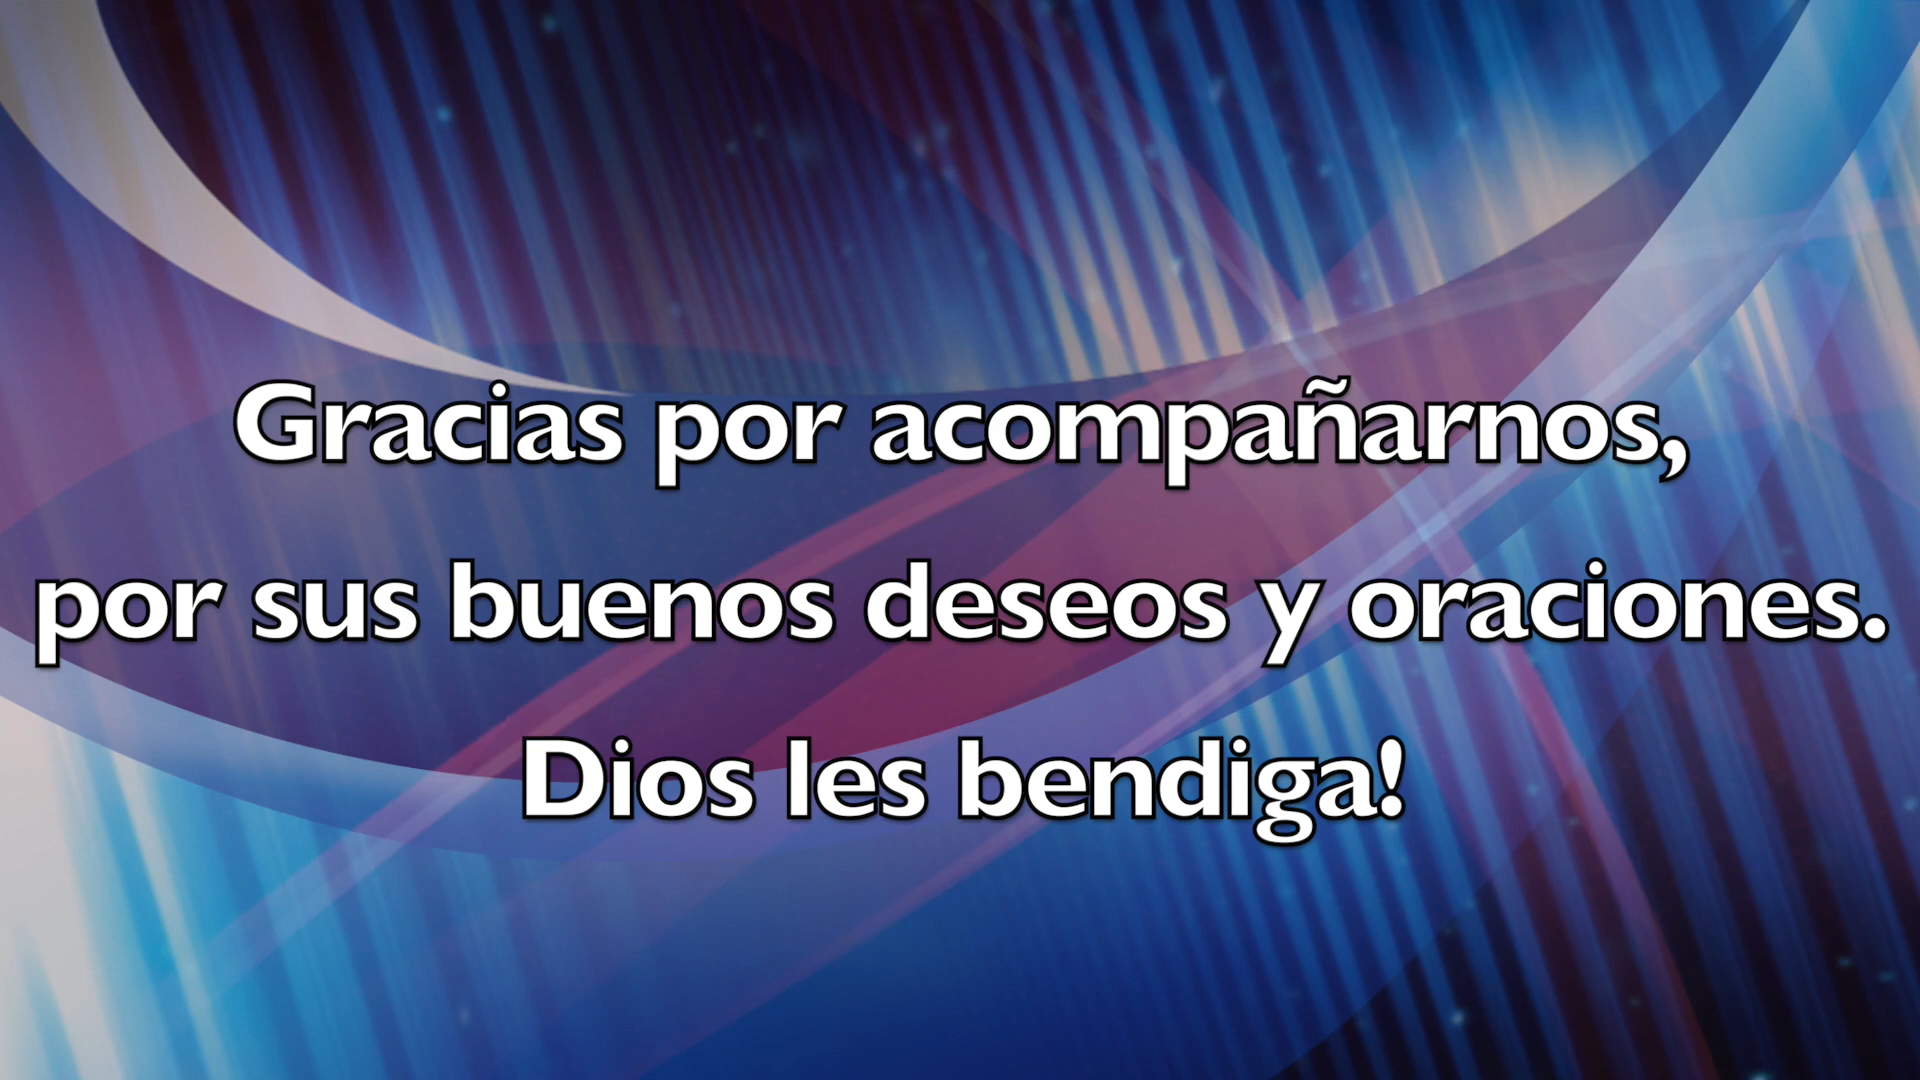 Gracias por acompañarnos,
por sus buenos deseos y oraciones.
Dios les bendiga!